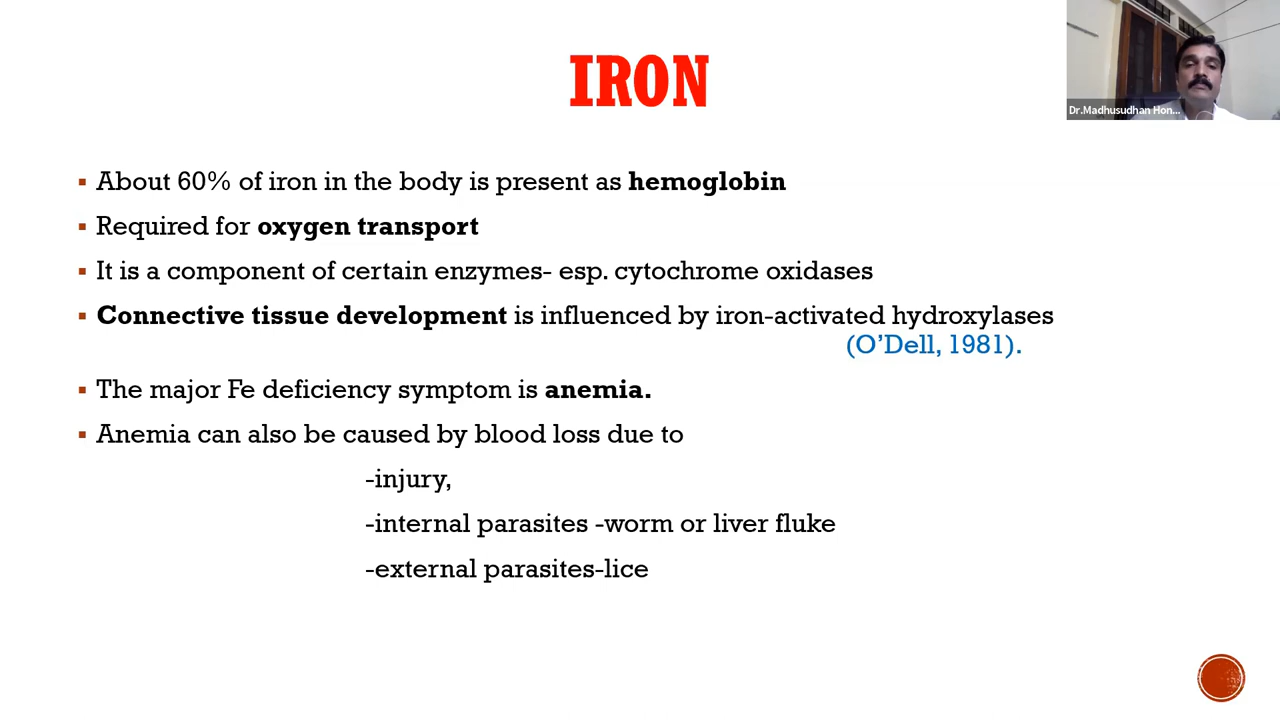 IRON
Dr.Madhusudhan Hon...
▪ About 60% of iron in the body is present as hemoglobin
▪ Required for oxygen transport
▪ It is a component of certain enzymes- esp. cytochrome oxidases
▪ Connective tissue development is influenced by iron-activated hydroxylases
(O’Dell, 1981).
▪ The major Fe deficiency symptom is anemia.
▪ Anemia can also be caused by blood loss due to
-injury,
-internal parasites -worm or liver fluke
-external parasites-lice